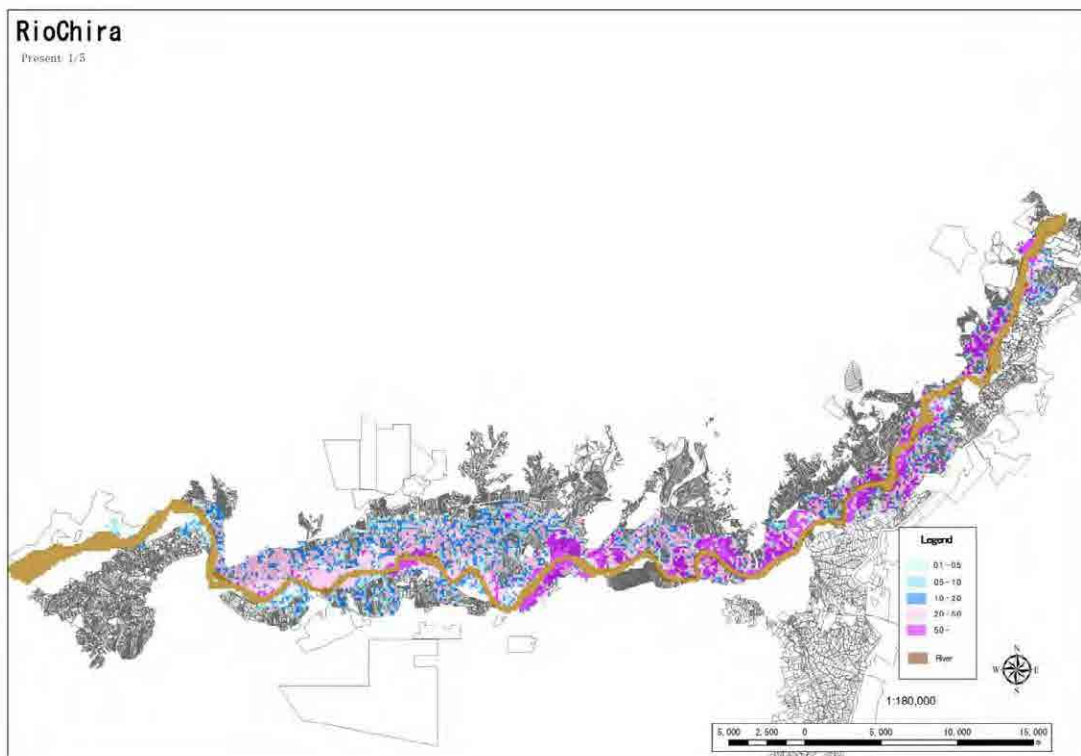 RioChira
Present 1/5
Legend
01-05
05-10
10-20
20-50
50-
River
N
W E
S
1:180,000
5,000 2,500 0 5,000 10,000 15,000